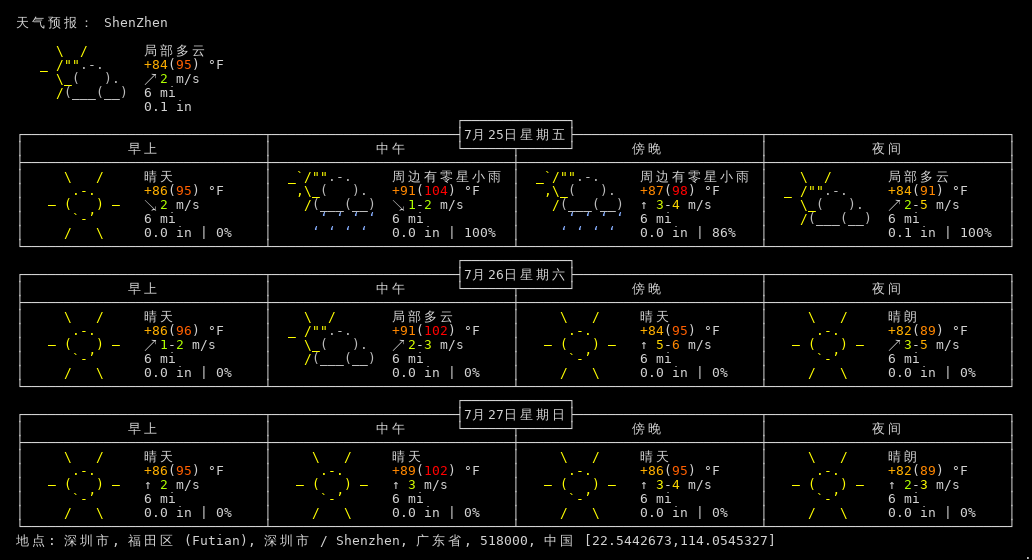 天气预报： ShenZhen
局部多云
+84(95) °F
↗2 m/s
6 mi
0.1 in
7月25日星期五
早上 中午 傍晚 夜间
晴天 周边有零星小雨 周边有零星小雨 局部多云
+86(95) °F +91(104) °F +87(98) °F +84(91) °F
↘2 m/s ↘1-2 m/s ↑ 3-4 m/s ↗2-5 m/s
6 mi 6 mi 6 mi 6 mi
0.0 in | 0% 0.0 in | 100% 0.0 in | 86% 0.1 in | 100%
7月26日星期六
早上 中午 傍晚 夜间
晴天 局部多云 晴天 晴朗
+86(96) °F +91(102) °F +84(95) °F +82(89) °F
↗1-2 m/s ↗2-3 m/s ↑ 5-6 m/s ↗3-5 m/s
6 mi 6 mi 6 mi 6 mi
0.0 in | 0% 0.0 in | 0% 0.0 in | 0% 0.0 in | 0%
7月27日星期日
早上 中午 傍晚 夜间
晴天 晴天 晴天 晴朗
+86(95) °F +89(102) °F +86(95) °F +82(89) °F
↑ 2 m/s ↑ 3 m/s ↑ 3-4 m/s ↑ 2-3 m/s
6 mi 6 mi 6 mi 6 mi
0.0 in | 0% 0.0 in | 0% 0.0 in | 0% 0.0 in | 0%
地点: 深圳市, 福田区 (Futian), 深圳市 / Shenzhen, 广东省, 518000, 中国 [22.5442673,114.0545327]